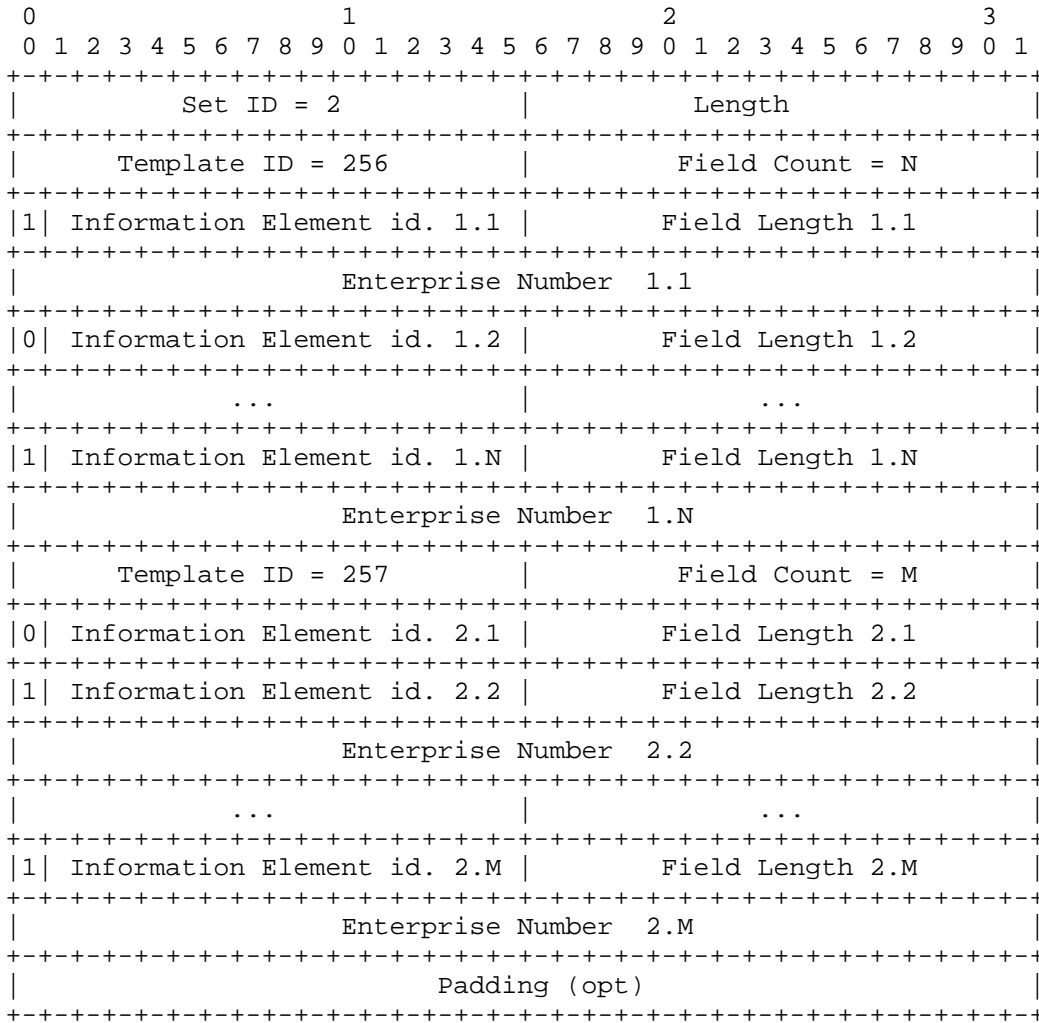 0                   1                   2                   3
 0 1 2 3 4 5 6 7 8 9 0 1 2 3 4 5 6 7 8 9 0 1 2 3 4 5 6 7 8 9 0 1
+-+-+-+-+-+-+-+-+-+-+-+-+-+-+-+-+-+-+-+-+-+-+-+-+-+-+-+-+-+-+-+-+
|          Set ID = 2           |          Length               |
+-+-+-+-+-+-+-+-+-+-+-+-+-+-+-+-+-+-+-+-+-+-+-+-+-+-+-+-+-+-+-+-+
|      Template ID = 256        |         Field Count = N       |
+-+-+-+-+-+-+-+-+-+-+-+-+-+-+-+-+-+-+-+-+-+-+-+-+-+-+-+-+-+-+-+-+
|1| Information Element id. 1.1 |        Field Length 1.1       |
+-+-+-+-+-+-+-+-+-+-+-+-+-+-+-+-+-+-+-+-+-+-+-+-+-+-+-+-+-+-+-+-+
|                    Enterprise Number  1.1                     |
+-+-+-+-+-+-+-+-+-+-+-+-+-+-+-+-+-+-+-+-+-+-+-+-+-+-+-+-+-+-+-+-+
|0| Information Element id. 1.2 |        Field Length 1.2       |
+-+-+-+-+-+-+-+-+-+-+-+-+-+-+-+-+-+-+-+-+-+-+-+-+-+-+-+-+-+-+-+-+
|             ...               |              ...              |
+-+-+-+-+-+-+-+-+-+-+-+-+-+-+-+-+-+-+-+-+-+-+-+-+-+-+-+-+-+-+-+-+
|1| Information Element id. 1.N |        Field Length 1.N       |
+-+-+-+-+-+-+-+-+-+-+-+-+-+-+-+-+-+-+-+-+-+-+-+-+-+-+-+-+-+-+-+-+
|                    Enterprise Number  1.N                     |
+-+-+-+-+-+-+-+-+-+-+-+-+-+-+-+-+-+-+-+-+-+-+-+-+-+-+-+-+-+-+-+-+
|      Template ID = 257        |         Field Count = M       |
+-+-+-+-+-+-+-+-+-+-+-+-+-+-+-+-+-+-+-+-+-+-+-+-+-+-+-+-+-+-+-+-+
|0| Information Element id. 2.1 |        Field Length 2.1       |
+-+-+-+-+-+-+-+-+-+-+-+-+-+-+-+-+-+-+-+-+-+-+-+-+-+-+-+-+-+-+-+-+
|1| Information Element id. 2.2 |        Field Length 2.2       |
+-+-+-+-+-+-+-+-+-+-+-+-+-+-+-+-+-+-+-+-+-+-+-+-+-+-+-+-+-+-+-+-+
|                    Enterprise Number  2.2                     |
+-+-+-+-+-+-+-+-+-+-+-+-+-+-+-+-+-+-+-+-+-+-+-+-+-+-+-+-+-+-+-+-+
|             ...               |              ...              |
+-+-+-+-+-+-+-+-+-+-+-+-+-+-+-+-+-+-+-+-+-+-+-+-+-+-+-+-+-+-+-+-+
|1| Information Element id. 2.M |        Field Length 2.M       |
+-+-+-+-+-+-+-+-+-+-+-+-+-+-+-+-+-+-+-+-+-+-+-+-+-+-+-+-+-+-+-+-+
|                    Enterprise Number  2.M                     |
+-+-+-+-+-+-+-+-+-+-+-+-+-+-+-+-+-+-+-+-+-+-+-+-+-+-+-+-+-+-+-+-+
|                          Padding (opt)                        |
+-+-+-+-+-+-+-+-+-+-+-+-+-+-+-+-+-+-+-+-+-+-+-+-+-+-+-+-+-+-+-+-+